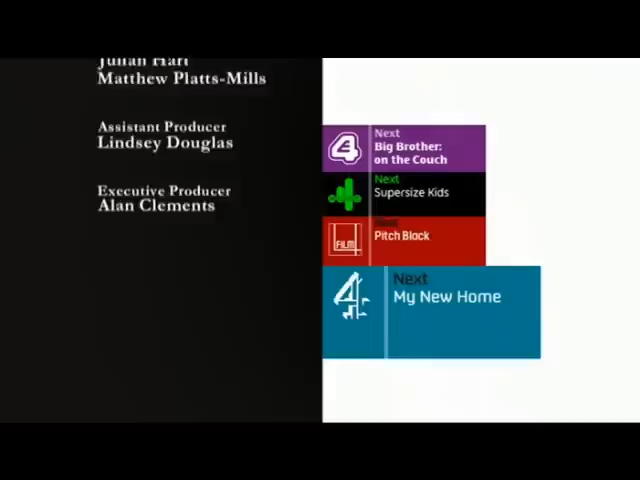 Julian Hart
Matthew Platts-Mills
Assistant Producer
Lindsey Douglas
Executive Producer
Alan Clements
Next
Big Brother:
on the Couch
Next
Supersize Kids
FILM4
Next
Pitch Black
Next
My New Home